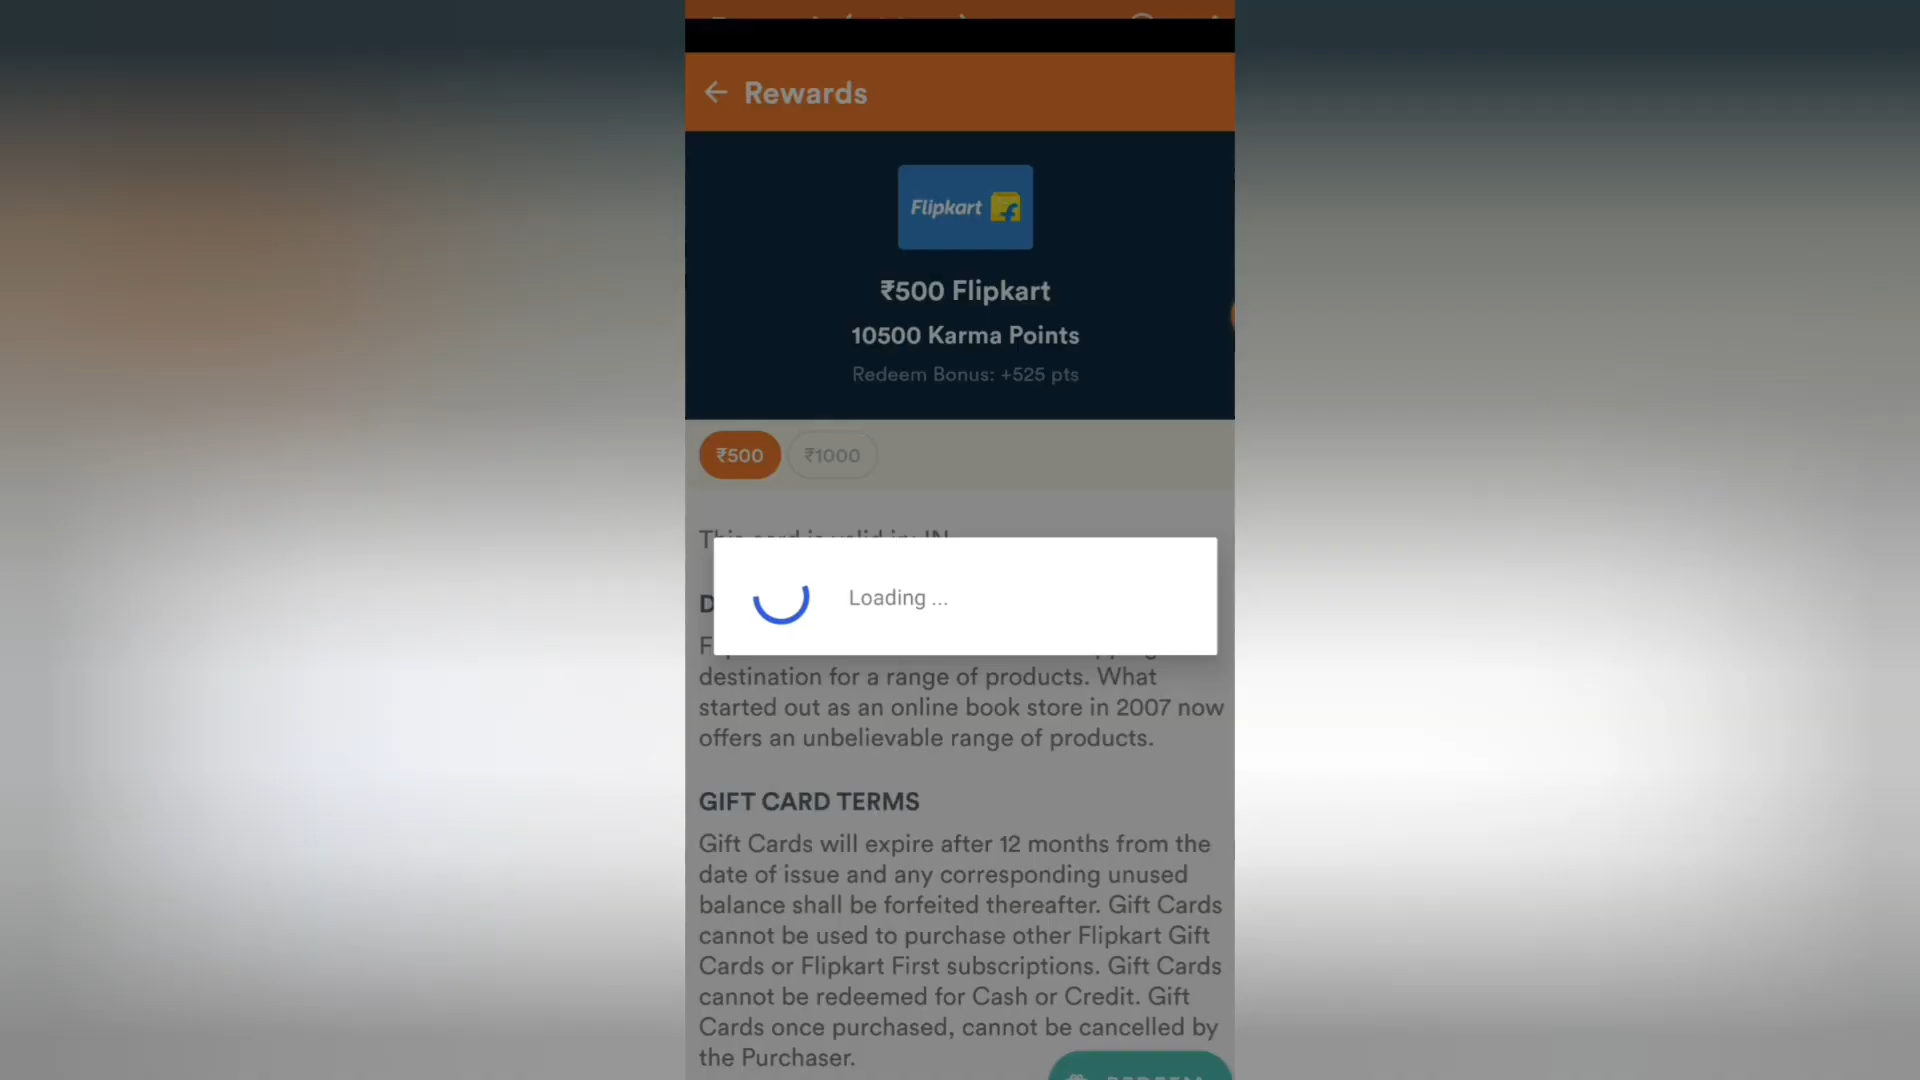 Rewards
Flipkart
₹500 Flipkart
10500 Karma Points
Redeem Bonus: +525 pts
₹500 ₹1000
This card is valid in: IN
Loading ...
destination for a range of products. What
started out as an online book store in 2007 now
offers an unbelievable range of products.
GIFT CARD TERMS
Gift Cards will expire after 12 months from the
date of issue and any corresponding unused
balance shall be forfeited thereafter. Gift Cards
cannot be used to purchase other Flipkart Gift
Cards or Flipkart First subscriptions. Gift Cards
cannot be redeemed for Cash or Credit. Gift
Cards once purchased, cannot be cancelled by
the Purchaser.
REDEEM